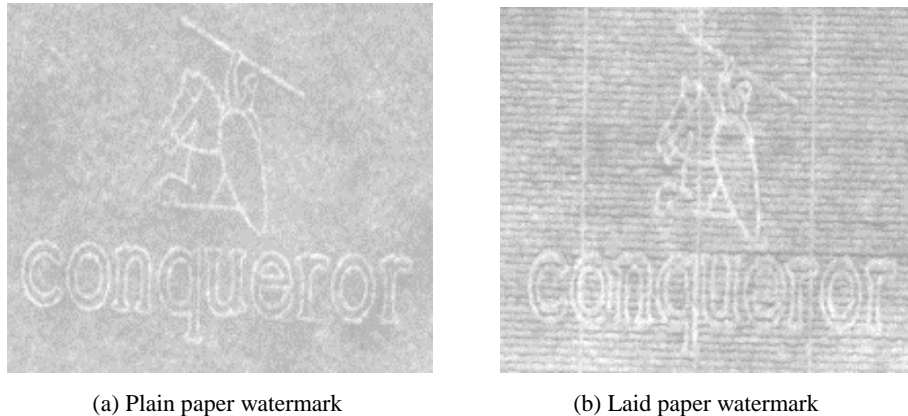 conqueror
conqueror
(a) Plain paper watermark
(b) Laid paper watermark